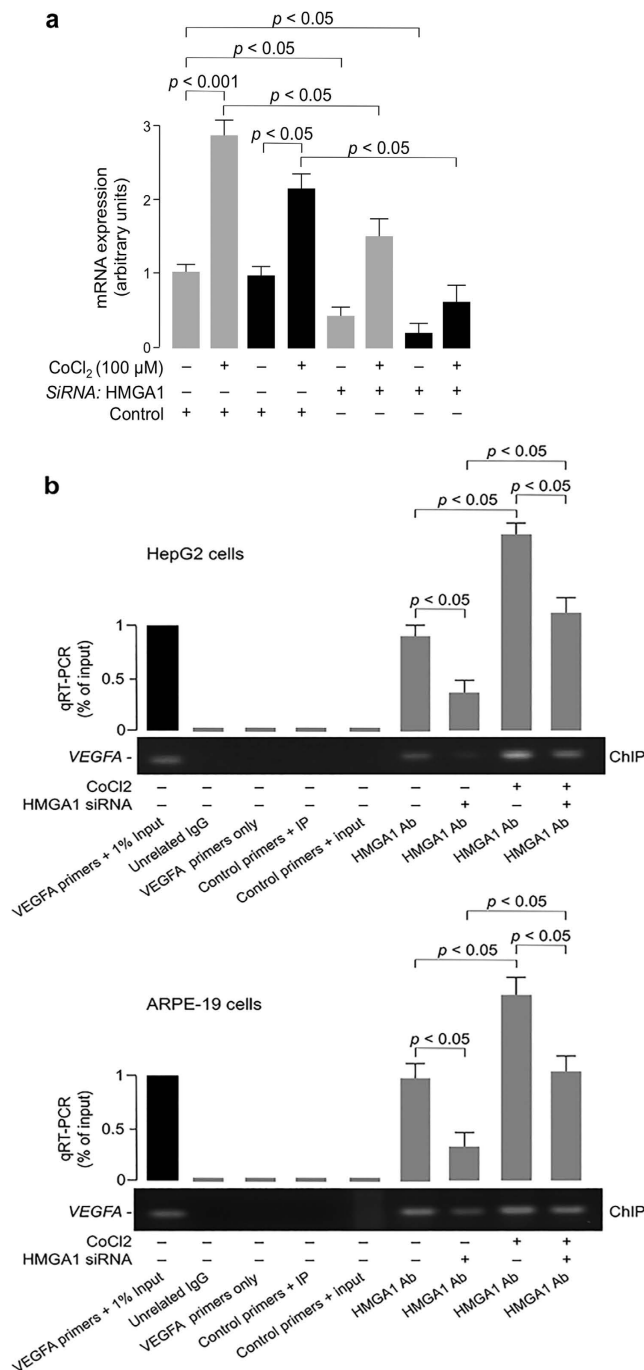 a
p < 0.05
p < 0.05
p < 0.001
p < 0.05
p < 0.05
p < 0.05
3
2
1
0
mRNA expression
(arbitrary units)
CoCl2 (100 µM) – + – + – + – +
SiRNA: HMGA1 – – – – + + + +
Control + + + + – – – –
b
p < 0.05
p < 0.05
p < 0.05
HepG2 cells
p < 0.05
1
0.5
0
qRT-PCR
(% of input)
VEGFA - ChIP
CoCl2 – – – – – – – + +
HMGA1 siRNA – – – – – – + – +
VEGFA primers + 1% Input
Unrelated IgG
VEGFA primers only
Control primers + IP
Control primers + input
HMGA1 Ab
HMGA1 Ab
HMGA1 Ab
HMGA1 Ab
p < 0.05
p < 0.05
p < 0.05
ARPE-19 cells
p < 0.05
1
0.5
0
qRT-PCR
(% of input)
VEGFA - ChIP
CoCl2 – – – – – – – + +
HMGA1 siRNA – – – – – – + – +
VEGFA primers + 1% Input
Unrelated IgG
VEGFA primers only
Control primers + IP
Control primers + input
HMGA1 Ab
HMGA1 Ab
HMGA1 Ab
HMGA1 Ab